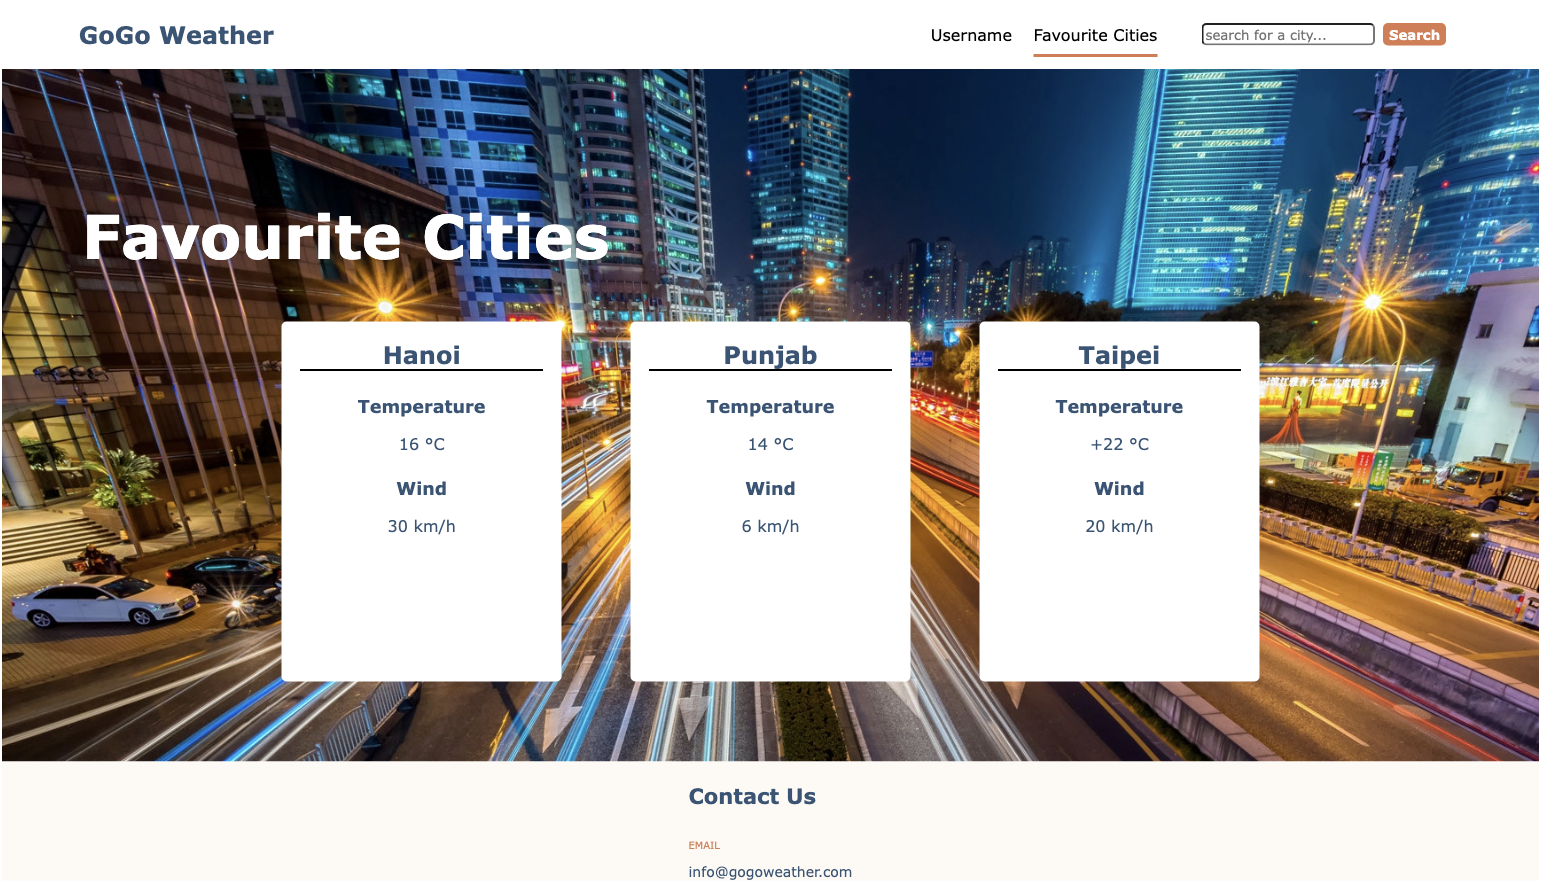 GoGo Weather
Username Favourite Cities search for a city... Search
Favourite Cities
Hanoi
Temperature
16 °C
Wind
30 km/h
Punjab
Temperature
14 °C
Wind
6 km/h
Taipei
Temperature
+22 °C
Wind
20 km/h
Contact Us
EMAIL
info@gogoweather.com